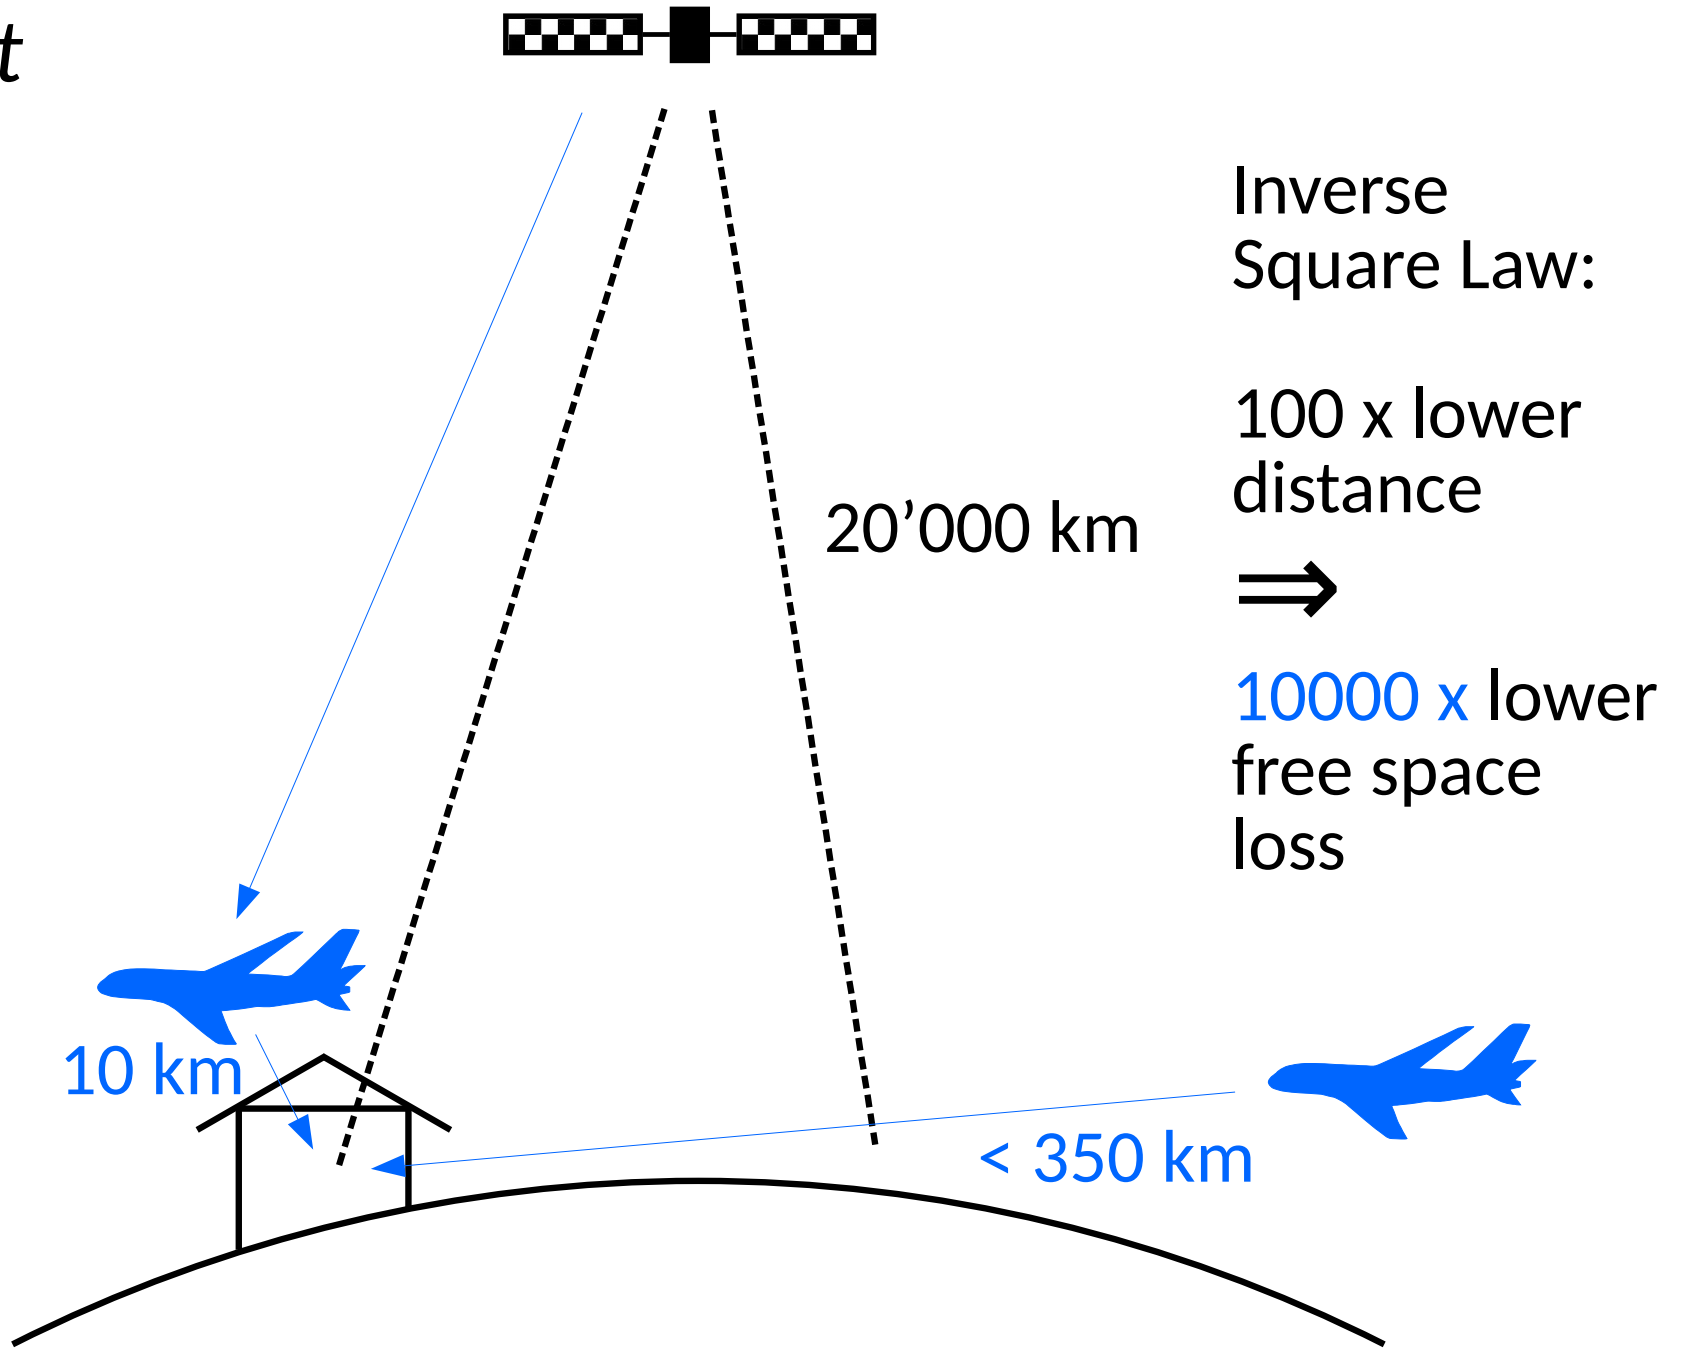 t
Inverse
Square Law:
100 x lower
distance
⇒
10000 x lower
free space
loss
20’000 km
10 km
< 350 km